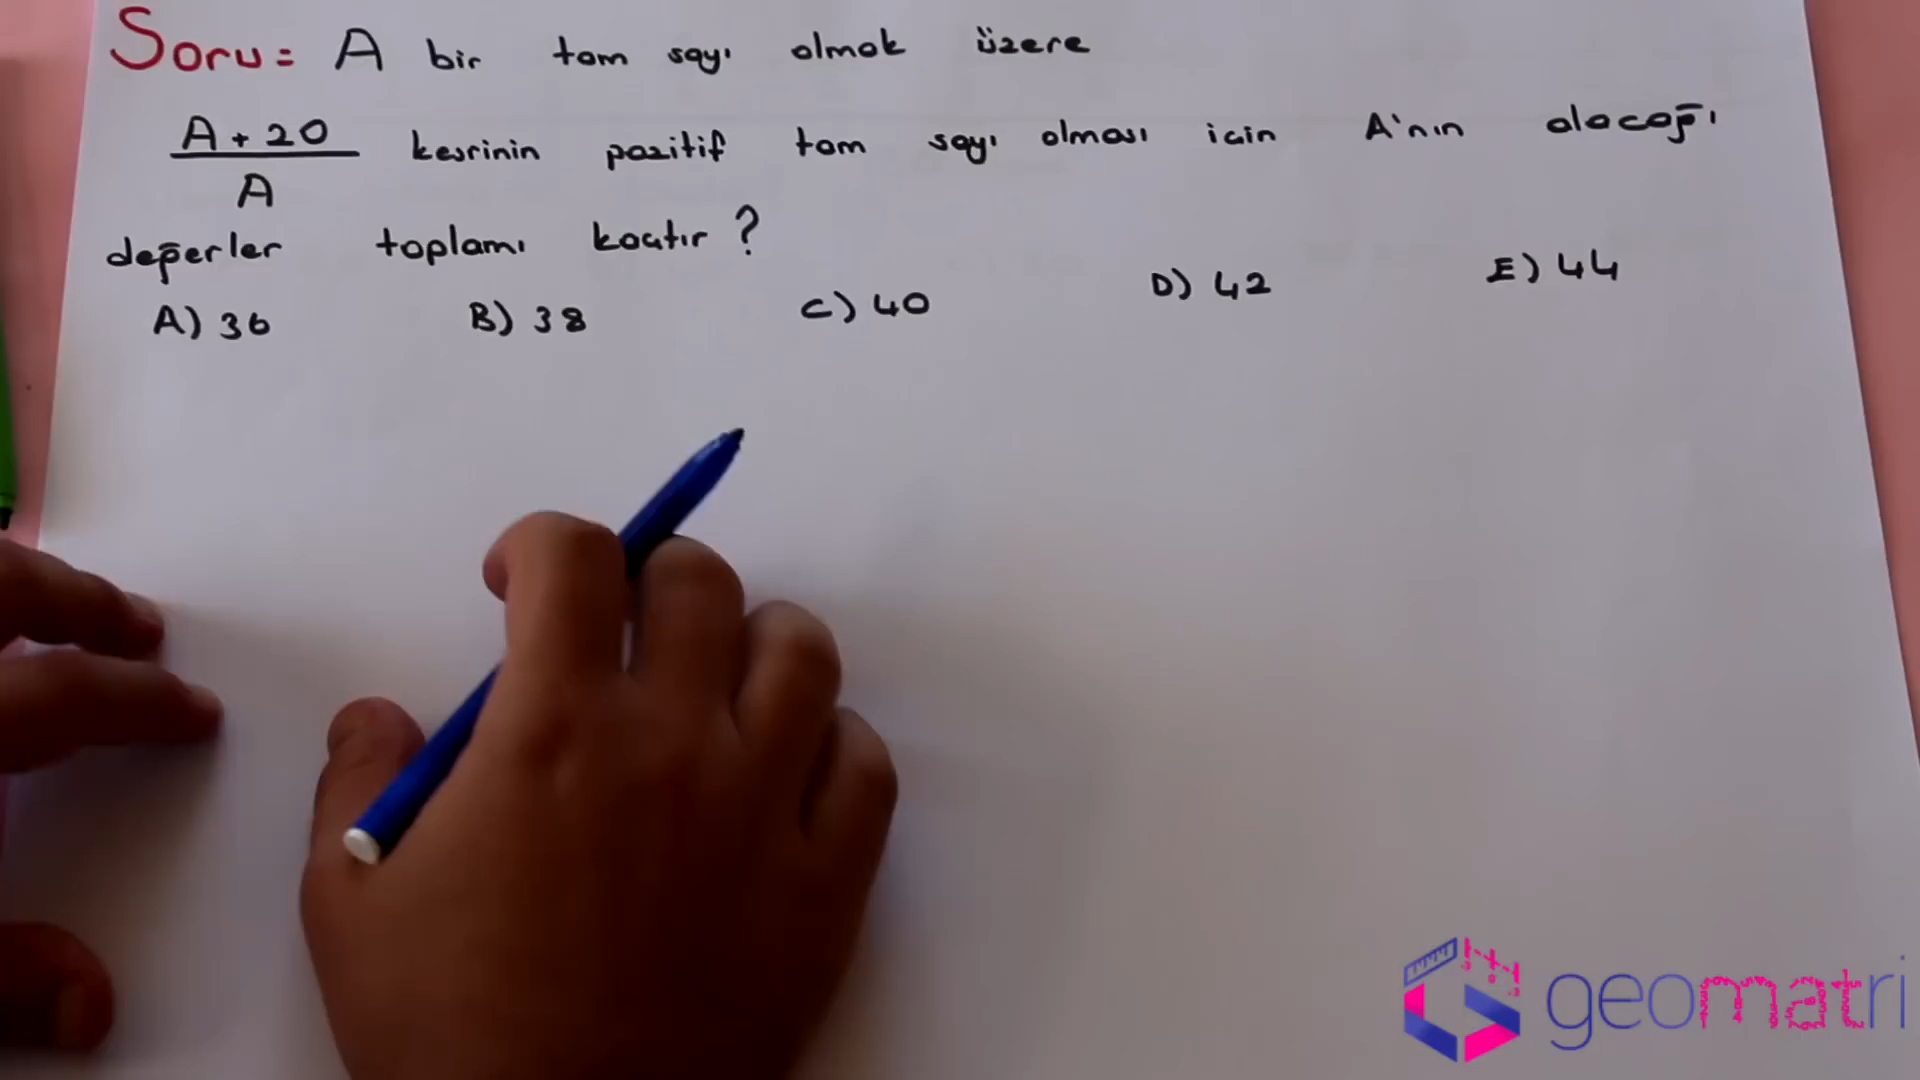 Soru = A bir tam sayı olmak üzere
A + 20 kesrinin pozitif tam sayı olması için A'nın alacağı
A
değerler toplamı kaçtır ?
A) 36 B) 38 C) 40 D) 42 E) 44
geomatri